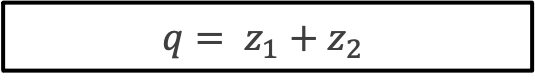 q = z₁ + z₂